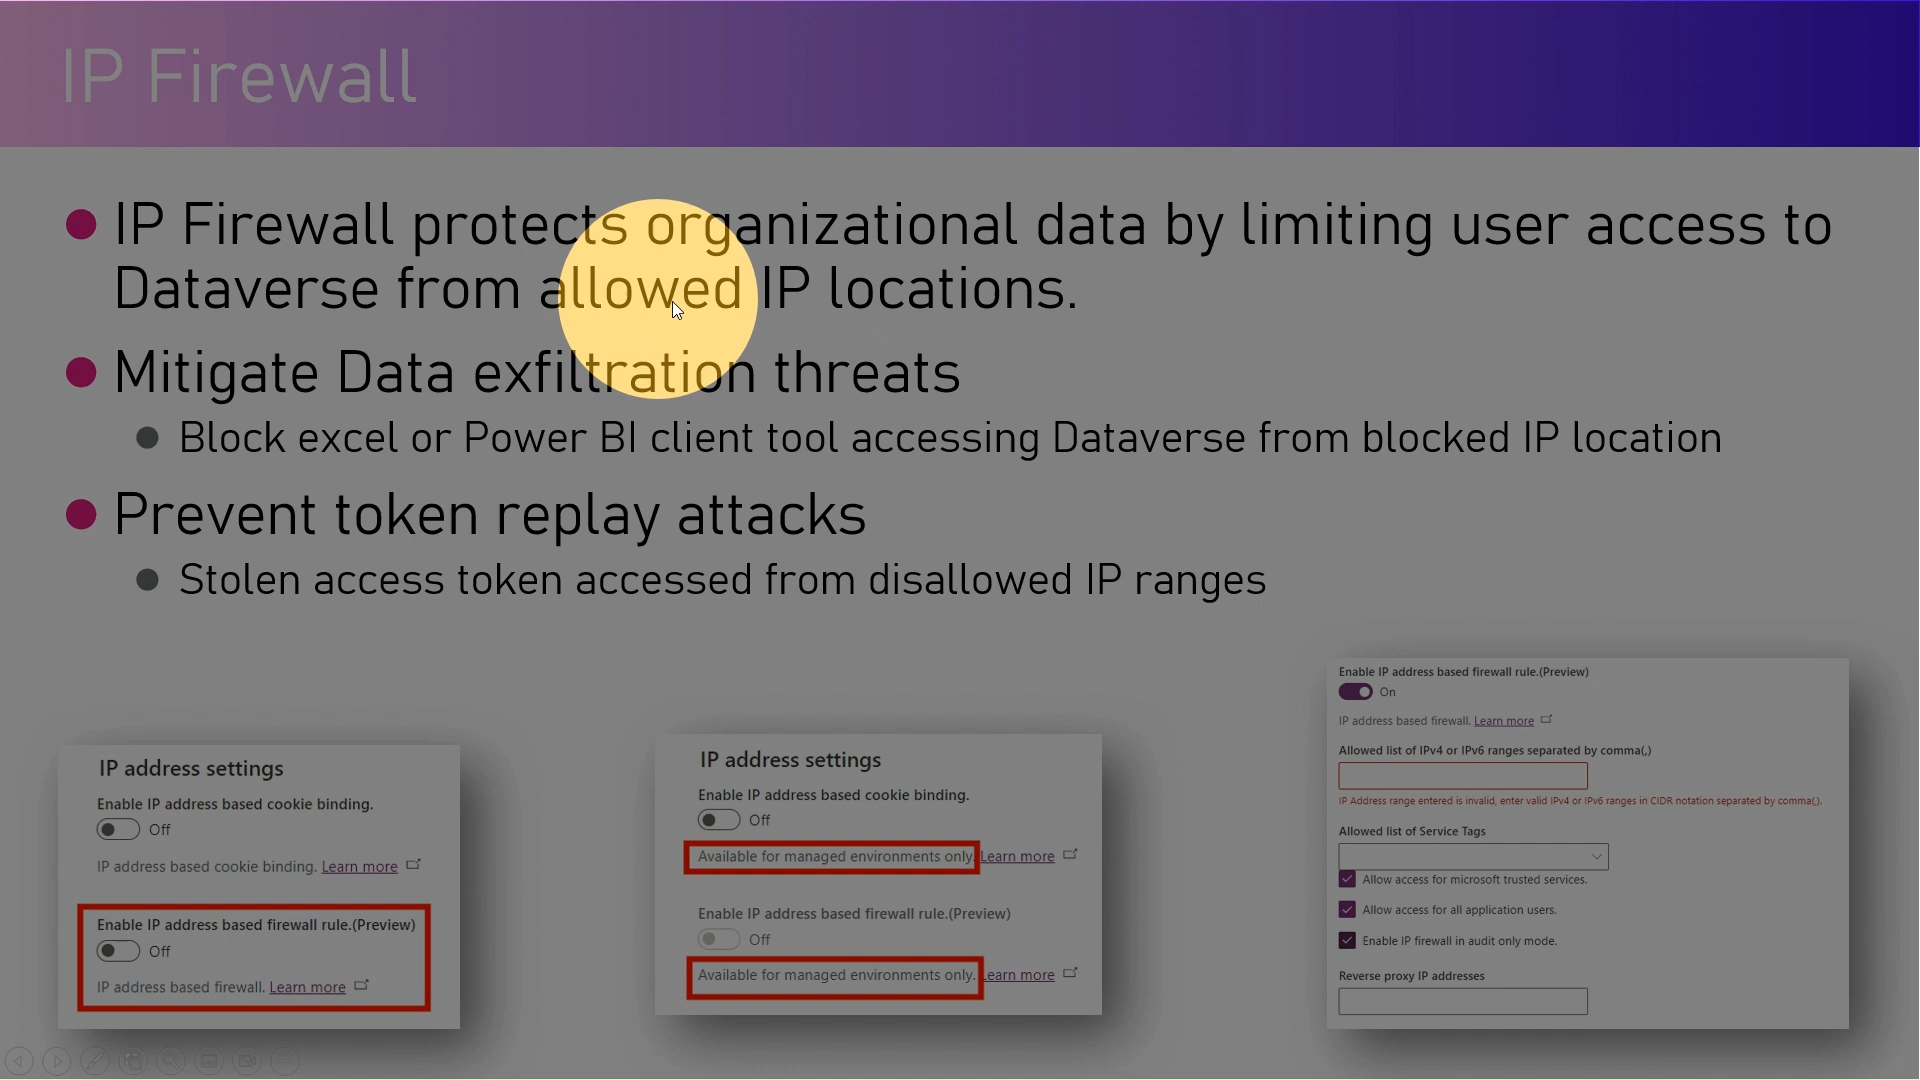 IP Firewall
IP Firewall protects organizational data by limiting user access to
Dataverse from allowed IP locations.
Mitigate Data exfiltration threats
Block excel or Power BI client tool accessing Dataverse from blocked IP location
Prevent token replay attacks
Stolen access token accessed from disallowed IP ranges
IP address settings
Enable IP address based cookie binding.
Off
IP address based cookie binding. Learn more
Enable IP address based firewall rule.(Preview)
Off
IP address based firewall. Learn more
IP address settings
Enable IP address based cookie binding.
Off
Available for managed environments only. Learn more
Enable IP address based firewall rule.(Preview)
Off
Available for managed environments only. Learn more
Enable IP address based firewall rule.(Preview)
On
IP address based firewall. Learn more
Allowed list of IPv4 or IPv6 ranges separated by comma(,)
IP Address range entered is invalid, enter valid IPv4 or IPv6 ranges in CIDR notation separated by comma(,).
Allowed list of Service Tags
Allow access for microsoft trusted services.
Allow access for all application users.
Enable IP firewall in audit only mode.
Reverse proxy IP addresses